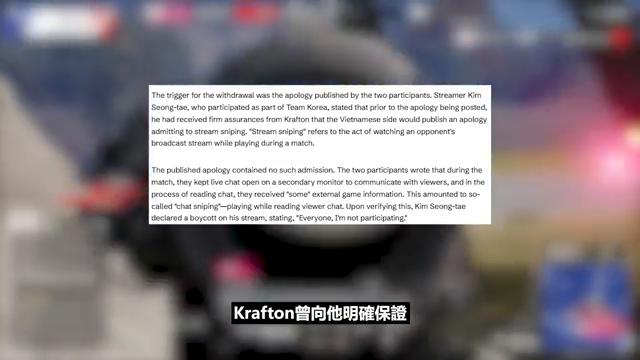 The trigger for the withdrawal was the apology published by the two participants. Streamer Kim
Seong-tae, who participated as part of Team Korea, stated that prior to the apology being posted,
he had received firm assurances from Krafton that the Vietnamese side would publish an apology
admitting to stream sniping. "Stream sniping" refers to the act of watching an opponent's
broadcast stream while playing during a match.
The published apology contained no such admission. The two participants wrote that during the
match, they kept live chat open on a secondary monitor to communicate with viewers, and in the
process of reading chat, they received "some" external game information. This amounted to so-
called "chat sniping"—playing while reading viewer chat. Upon verifying this, Kim Seong-tae
declared a boycott on his stream, stating, "Everyone, I'm not participating."
Krafton曾向他明確保證